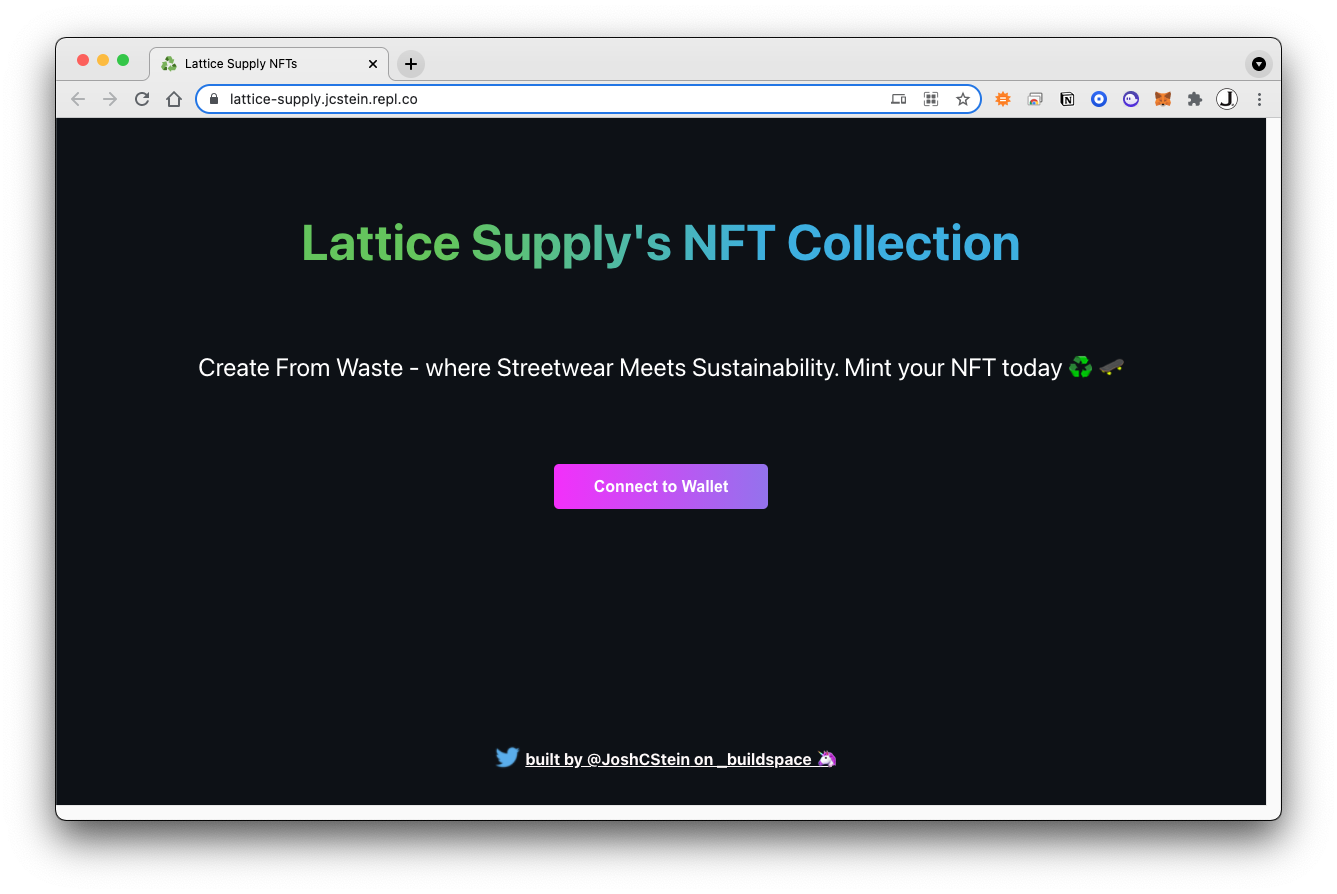 Lattice Supply NFTs
lattice-supply.jcstein.repl.co
Lattice Supply's NFT Collection
Create From Waste - where Streetwear Meets Sustainability. Mint your NFT today ♻️ 🛹
Connect to Wallet
built by @JoshCStein on _buildspace 🦄